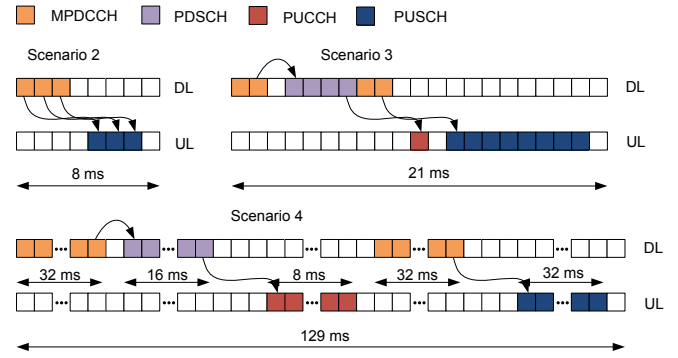 MPDCCH PDSCH PUCCH PUSCH
Scenario 2
Scenario 3
DL
DL
UL
UL
8 ms
21 ms
Scenario 4
DL
32 ms 16 ms 8 ms 32 ms 32 ms
UL
129 ms